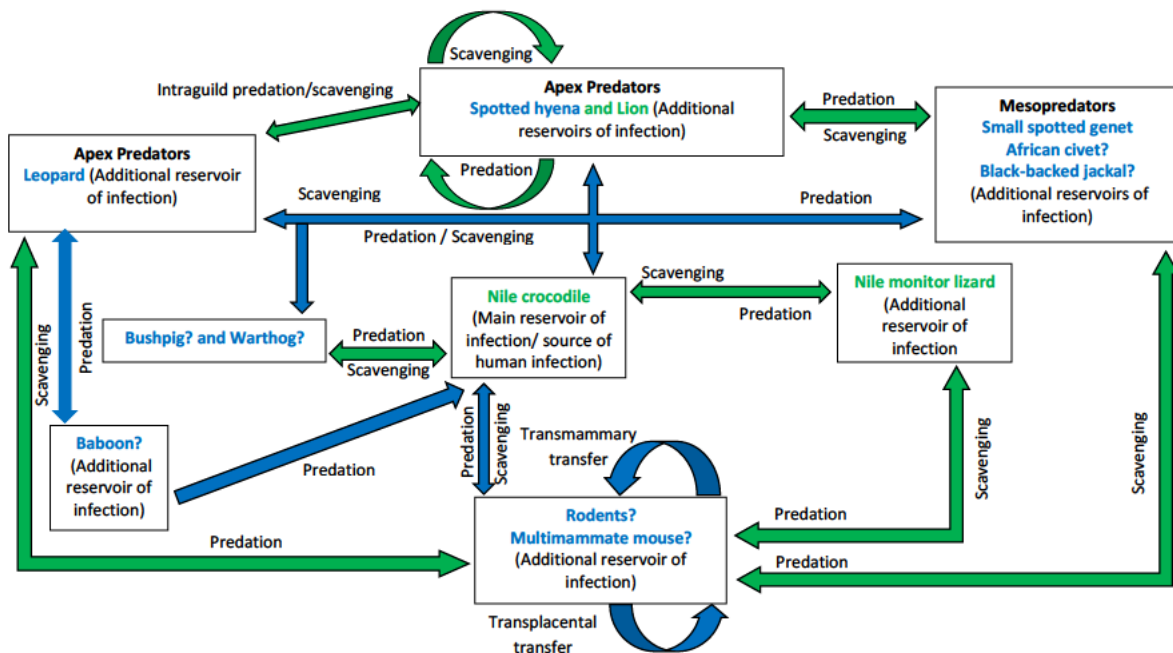 Scavenging
Intraguild predation/scavenging
Apex Predators
Spotted hyena and Lion (Additional
reservoirs of infection)
Predation
Scavenging
Mesopredators
Small spotted genet
African civet?
Black-backed jackal?
(Additional reservoirs of
infection)
Apex Predators
Leopard (Additional reservoir
of infection)
Predation
Scavenging
Predation
Predation / Scavenging
Scavenging
Predation
Nile crocodile
(Main reservoir of
infection/ source of
human infection)
Scavenging
Predation
Nile monitor lizard
(Additional
reservoir of
infection
Bushpig? and Warthog?
Predation
Scavenging
Baboon?
(Additional
reservoir of
infection)
Predation
Predation
Scavenging
Transmammary
transfer
Scavenging
Scavenging
Predation
Rodents?
Multimammate mouse?
(Additional reservoir of
infection)
Predation
Predation
Transplacental
transfer